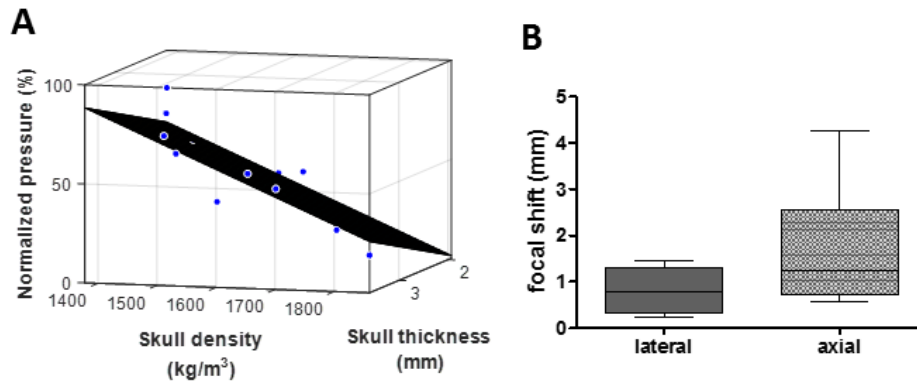 A
Normalized pressure (%)
100
50
0
1400
1500
1600
1700
1800
3
2
Skull density
(kg/m³)
Skull thickness
(mm)
B
focal shift (mm)
5
4
3
2
1
0
lateral
axial